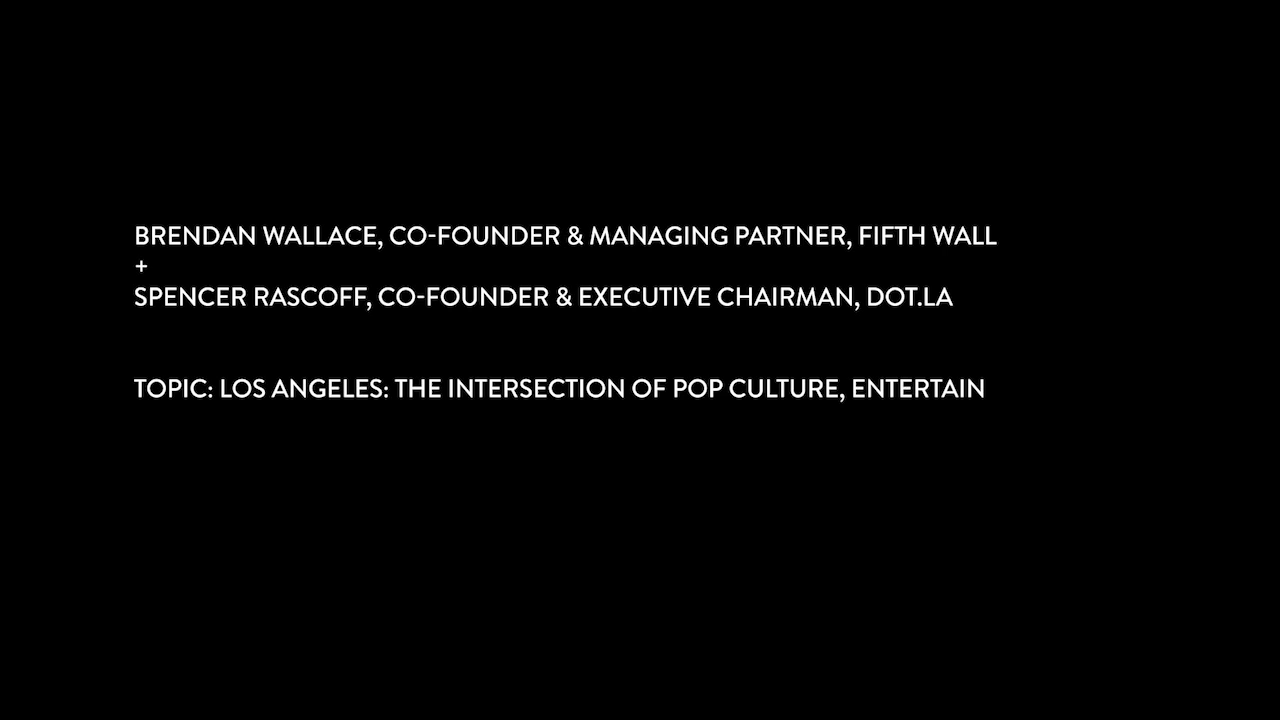 BRENDAN WALLACE, CO-FOUNDER & MANAGING PARTNER, FIFTH WALL
+
SPENCER RASCOFF, CO-FOUNDER & EXECUTIVE CHAIRMAN, DOT.LA
TOPIC: LOS ANGELES: THE INTERSECTION OF POP CULTURE, ENTERTAIN